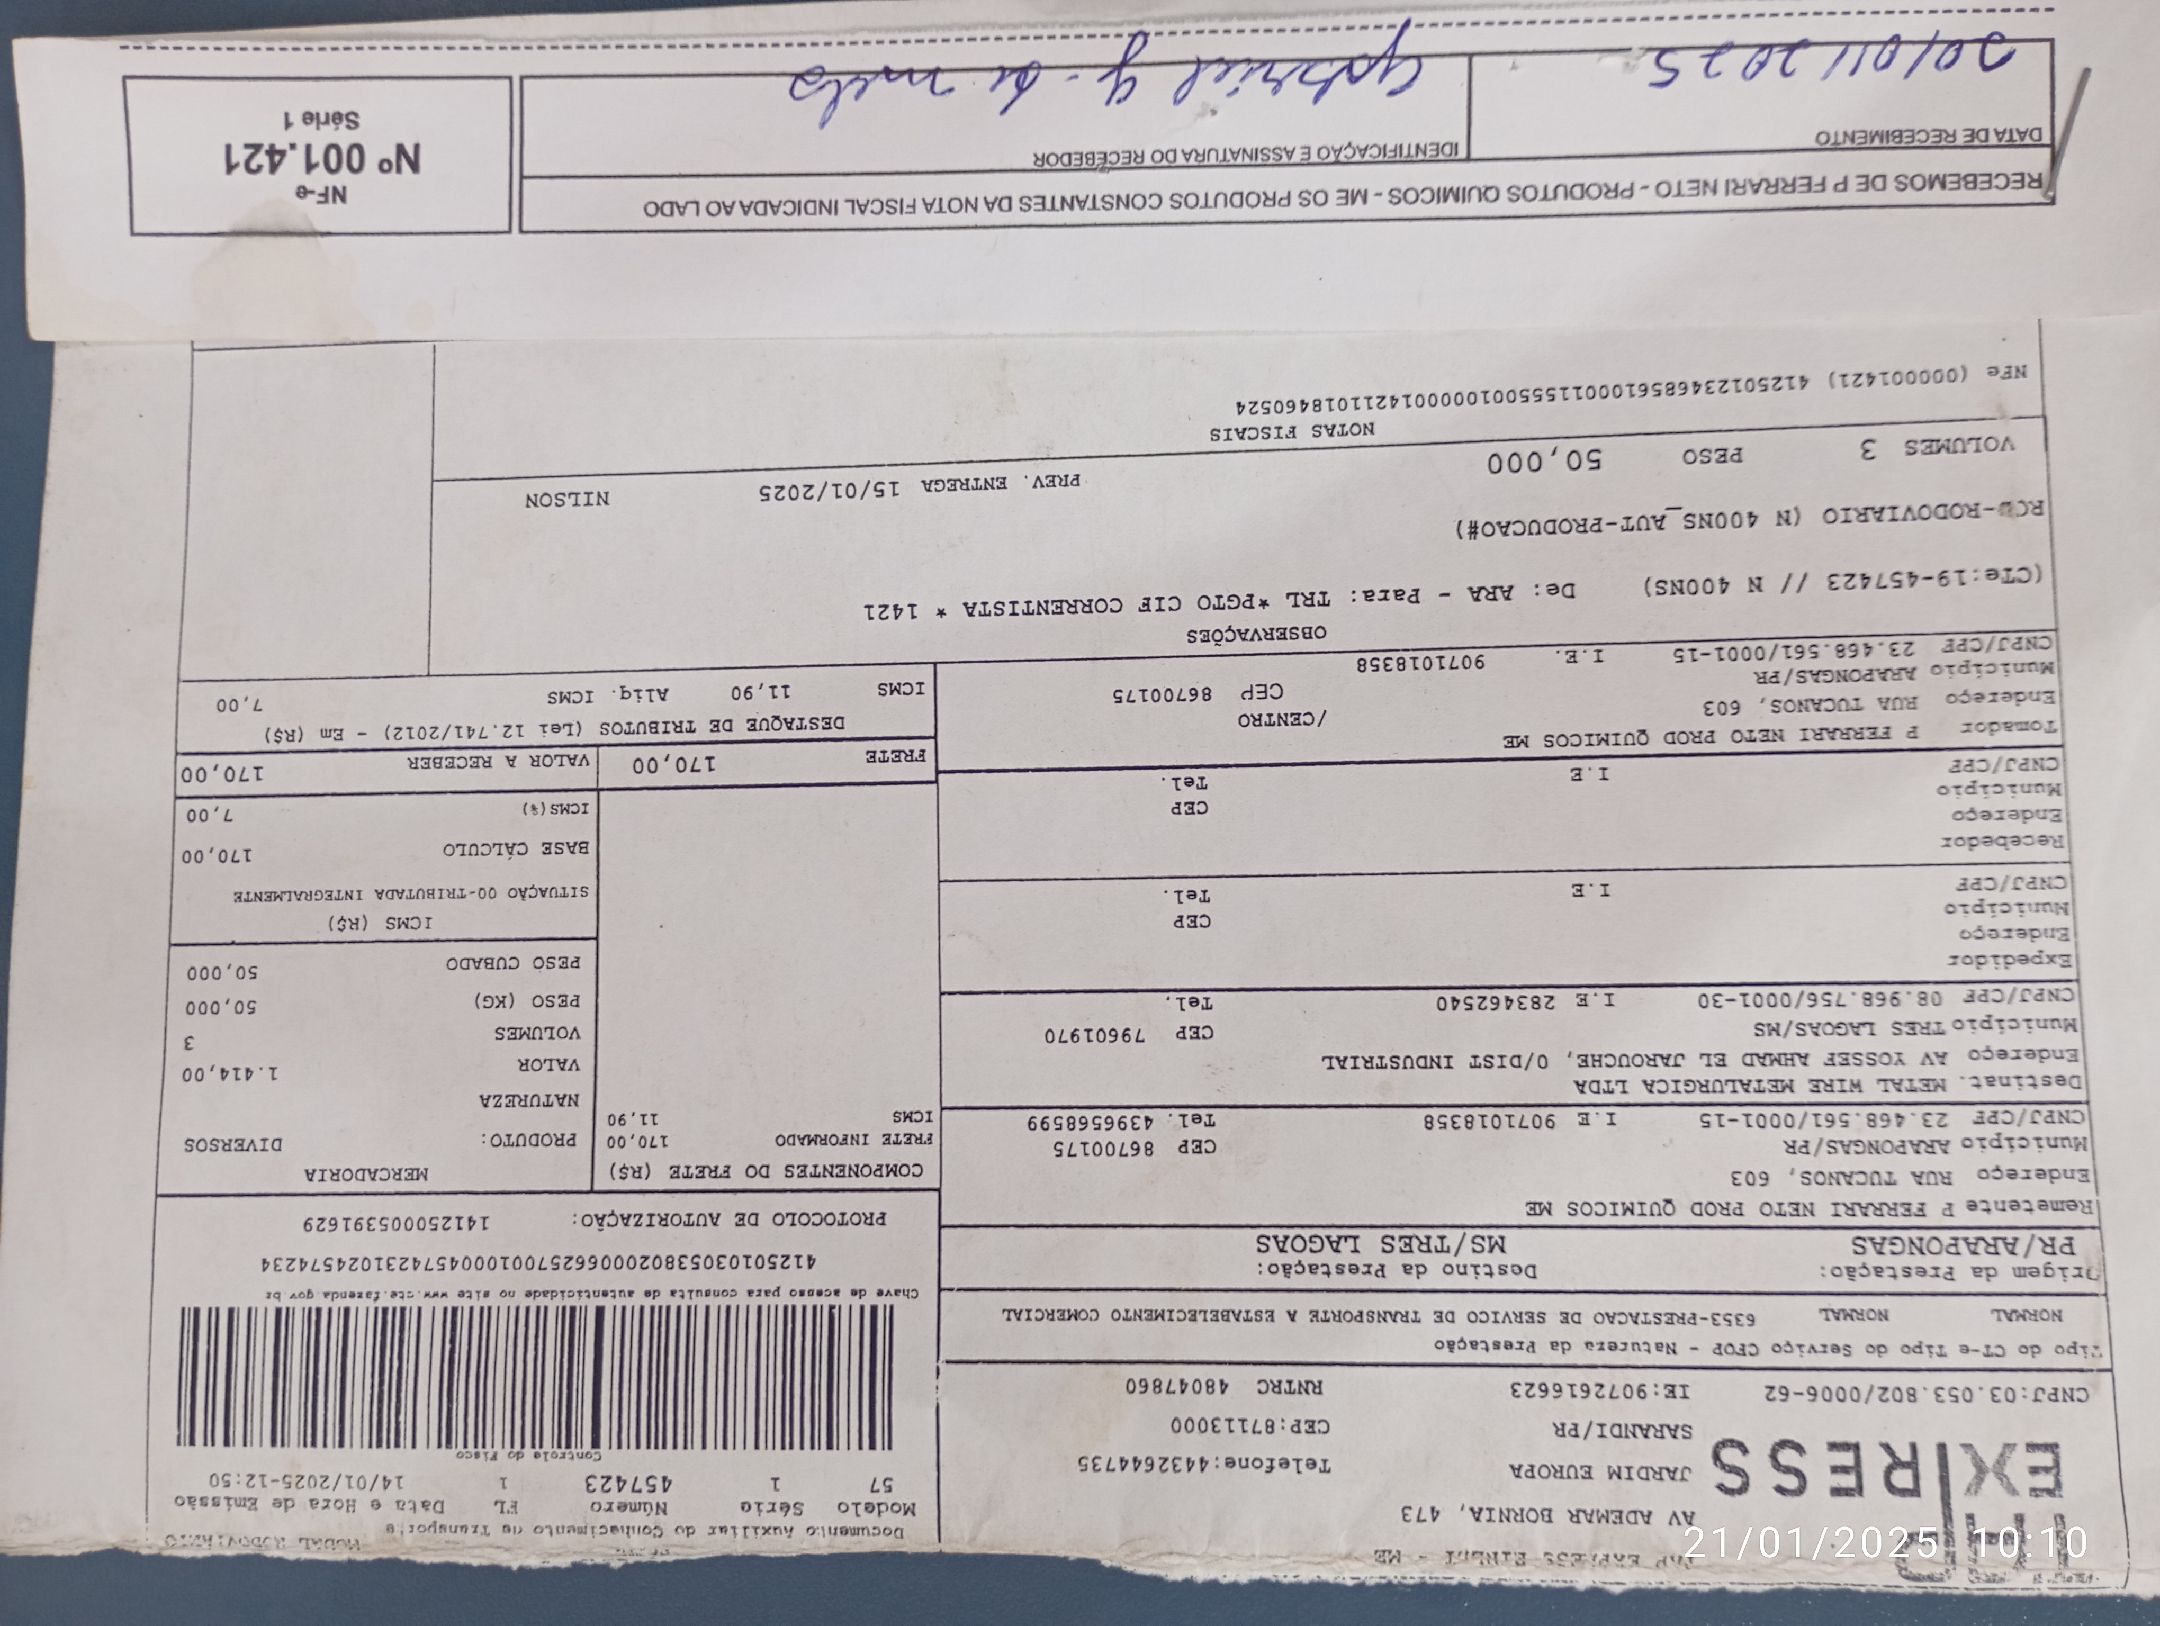 THP EXPRESS EIRELI - ME
EXPRESS
AV ADEMAR BORNIA, 473
JARDIM EUROPA Telefone:4432644735
SARANDI/PR CEP:87113000
CNPJ:03.053.802/0006-62 IE:9072616623 RNTRC 48047860
MODAL RODOVIÁRIO
Documento Auxiliar do Conhecimento de Transporte
Modelo Série Número FL Data e Hora de Emissão
57 1 457423 1 14/01/2025-12:50
Controle do Fisco
Chave de acesso para consulta de autenticidade no site www.cte.fazenda.gov.br
41250103053802000662570010004574231024574234
PROTOCOLO DE AUTORIZAÇÃO: 141250005391629
Tipo do CT-e Tipo do Serviço CFOP - Natureza da Prestação
NORMAL NORMAL 6353-PRESTACAO DE SERVICO DE TRANSPORTE A ESTABELECIMENTO COMERCIAL
Origem da Prestação: Destino da Prestação:
PR/ARAPONGAS MS/TRES LAGOAS
Remetente P FERRARI NETO PROD QUIMICOS ME
Endereço RUA TUCANOS, 603
Município ARAPONGAS/PR CEP 86700175
CNPJ/CPF 23.468.561/0001-15 I.E 9071018358 Tel. 4396568599
Destinat. METAL WIRE METALURGICA LTDA
Endereço AV YOSSEF AHMAD EL JAROUCHE, 0/DIST INDUSTRIAL
Município TRES LAGOAS/MS CEP 79601970
CNPJ/CPF 08.968.756/0001-30 I.E 283462540 Tel.
Expedidor
Endereço
Município CEP
CNPJ/CPF I.E Tel.
Recebedor
Endereço
Município CEP
CNPJ/CPF I.E Tel.
Tomador P FERRARI NETO PROD QUIMICOS ME
Endereço RUA TUCANOS, 603 /CENTRO
Município ARAPONGAS/PR CEP 86700175
CNPJ/CPF 23.468.561/0001-15 I.E. 9071018358
COMPONENTES DO FRETE (R$)
FRETE INFORMADO 170,00
ICMS 11,90
MERCADORIA
PRODUTO: DIVERSOS
NATUREZA
VALOR 1.414,00
VOLUMES 3
PESO (KG) 50,000
PESO CUBADO 50,000
ICMS (R$)
SITUAÇÃO 00-TRIBUTADA INTEGRALMENTE
BASE CÁLCULO 170,00
ICMS(%) 7,00
FRETE 170,00 VALOR A RECEBER 170,00
DESTAQUE DE TRIBUTOS (Lei 12.741/2012) - Em (R$)
ICMS 11,90 Alíq. ICMS 7,00
OBSERVAÇÕES
(CTe:19-457423 // N 400NS) De: ARA - Para: TRL *PGTO CIF CORRENTISTA * 1421
RODOVIARIO (N 400NS_AUT-PRODUCAO#)
PREV. ENTREGA 15/01/2025 NILSON
VOLUMES 3 PESO 50,000
NOTAS FISCAIS
NFe (000001421) 41250123468561000115550010000014211018460524
RECEBEMOS DE P FERRARI NETO - PRODUTOS QUIMICOS - ME OS PRODUTOS CONSTANTES DA NOTA FISCAL INDICADA AO LADO
DATA DE RECEBIMENTO IDENTIFICAÇÃO E ASSINATURA DO RECEBEDOR
20/01/2025 Gabriel G. de melo
NF-e
Nº 001.421
Série 1
21/01/2025 10:10